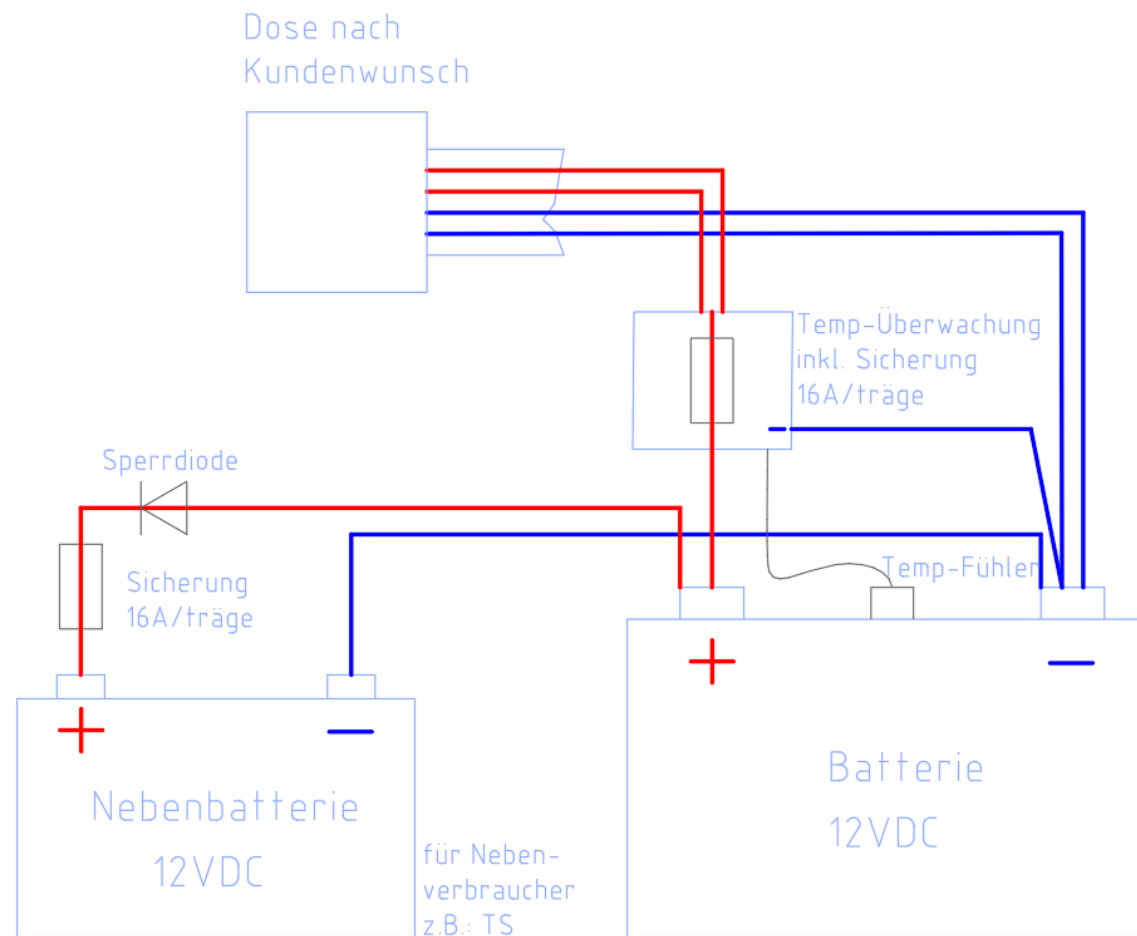 Dose nach
Kundenwunsch
Temp-Überwachung
inkl. Sicherung
16A/träge
Sperrdiode
Sicherung
16A/träge
Temp-Fühler
+
−
+
−
Nebenbatterie
12VDC
für Neben-
verbraucher
z.B.: TS
Batterie
12VDC